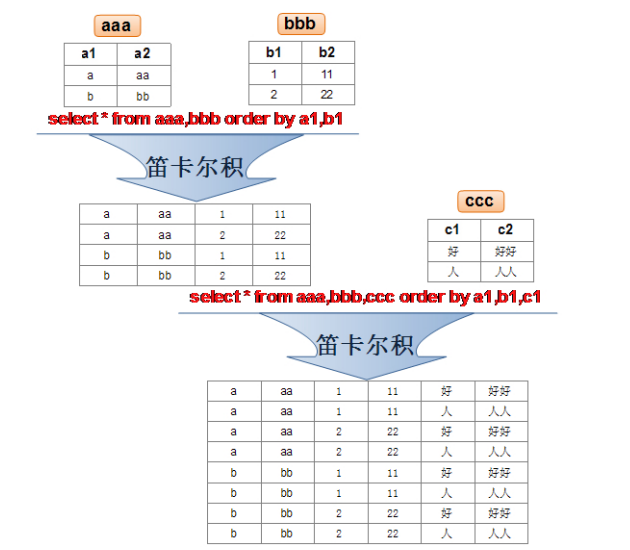 aaa
bbb
a1 a2
b1 b2
a aa
1 11
b bb
2 22
select * from aaa,bbb order by a1,b1
笛卡尔积
a aa 1 11
a aa 2 22
b bb 1 11
b bb 2 22
ccc
c1 c2
好 好好
人 人人
select * from aaa,bbb,ccc order by a1,b1,c1
笛卡尔积
a aa 1 11 好 好好
a aa 1 11 人 人人
a aa 2 22 好 好好
a aa 2 22 人 人人
b bb 1 11 好 好好
b bb 1 11 人 人人
b bb 2 22 好 好好
b bb 2 22 人 人人